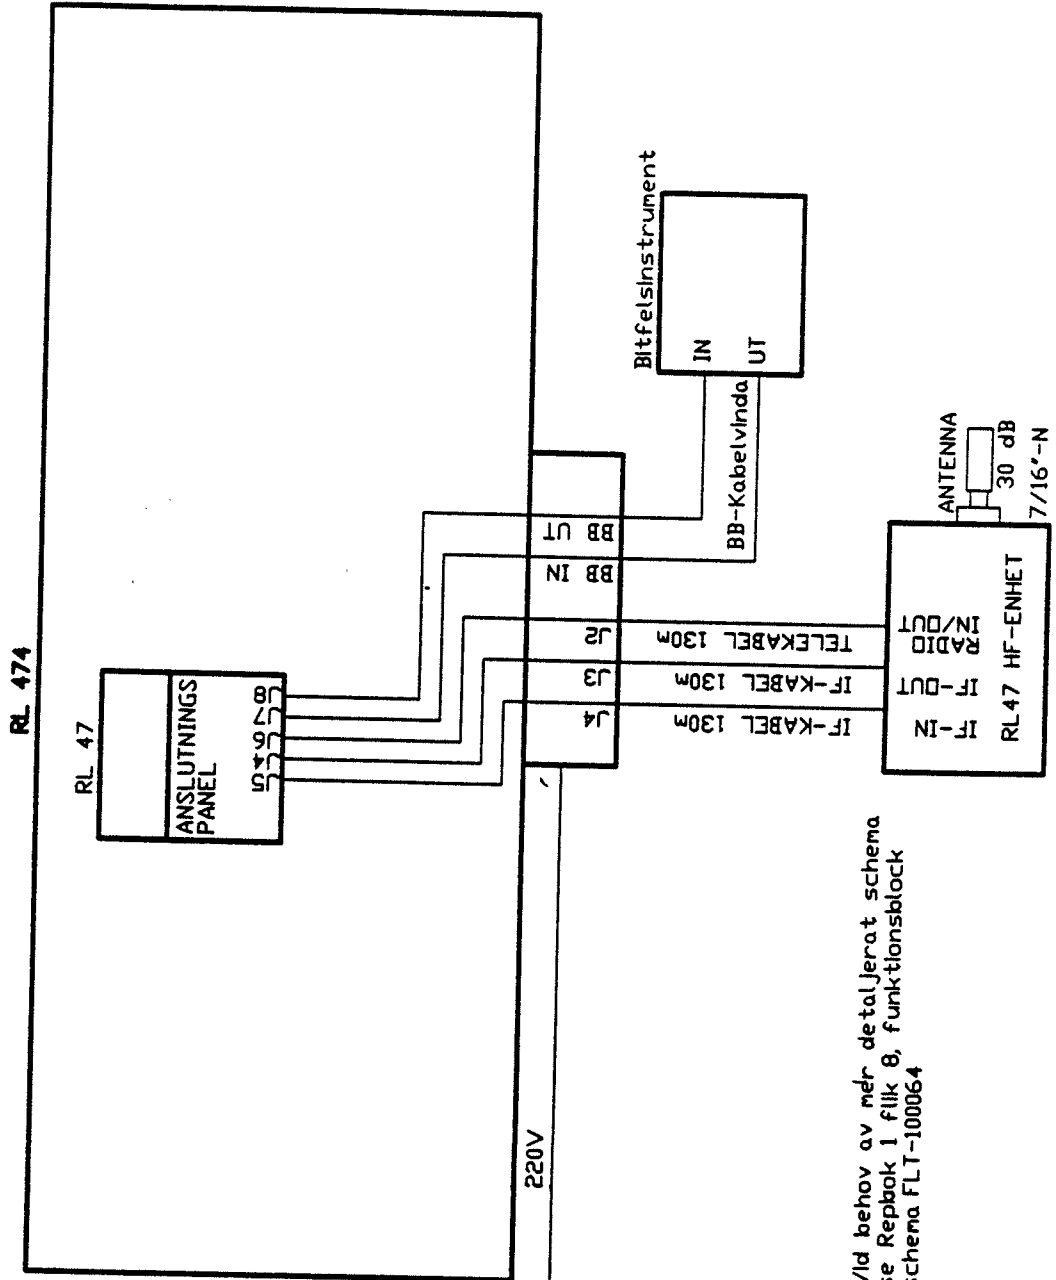 RL 474
RL 47
ANSLUTNINGS
PANEL
J8
J7
J6
J4
J5
BB UT
BB IN
J2
J3
J4
220V
Bitfelsinstrument
IN
UT
BB-Kabelvinda
TELEKABEL 130m
IF-KABEL 130m
IF-KABEL 130m
RADIO
IN/OUT
IF-OUT
IF-IN
RL47 HF-ENHET
ANTENNA
30 dB
7/16'-N
Vid behov av mer detaljerat schema
se Repbok 1 flik 8, funktionsblock
schema FLT-100064